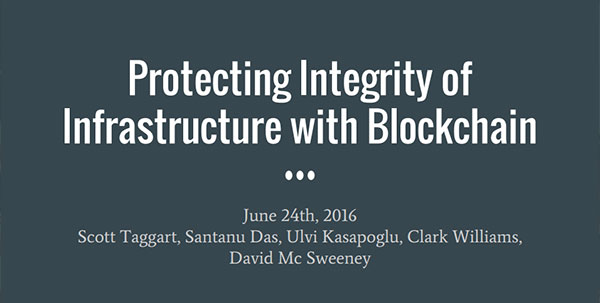 Protecting Integrity of
Infrastructure with Blockchain
June 24th, 2016
Scott Taggart, Santanu Das, Ulvi Kasapoglu, Clark Williams,
David Mc Sweeney